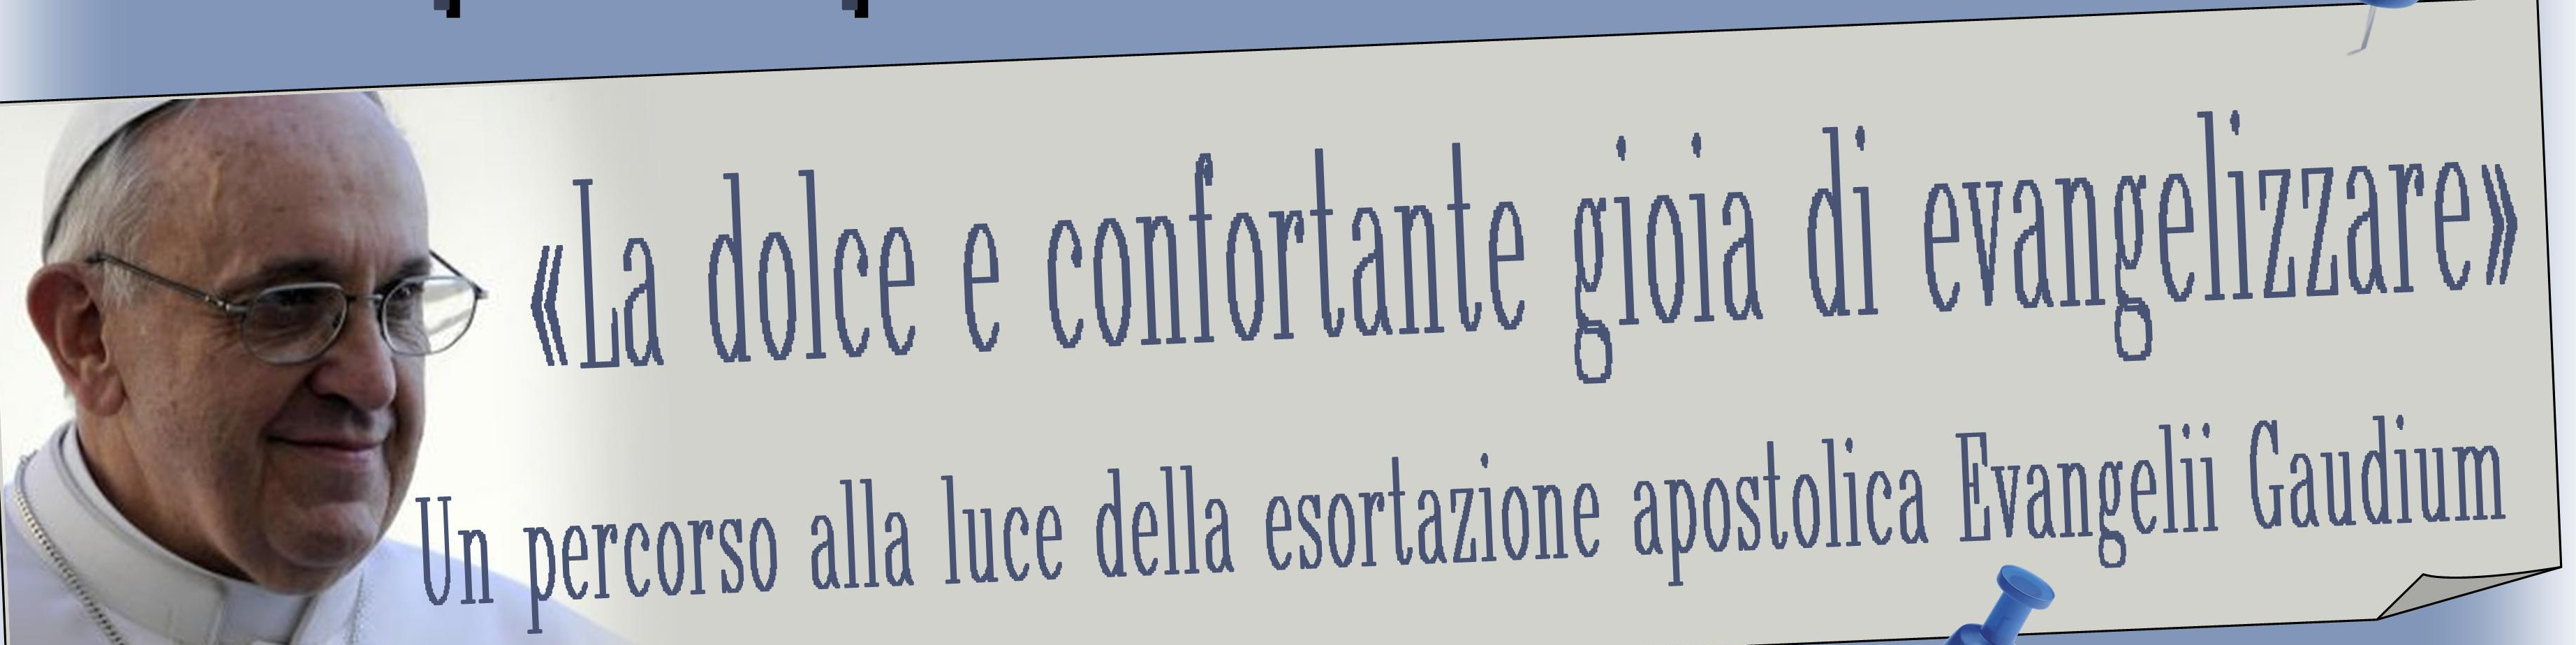 «La dolce e confortante gioia di evangelizzare»
Un percorso alla luce della esortazione apostolica Evangelii Gaudium